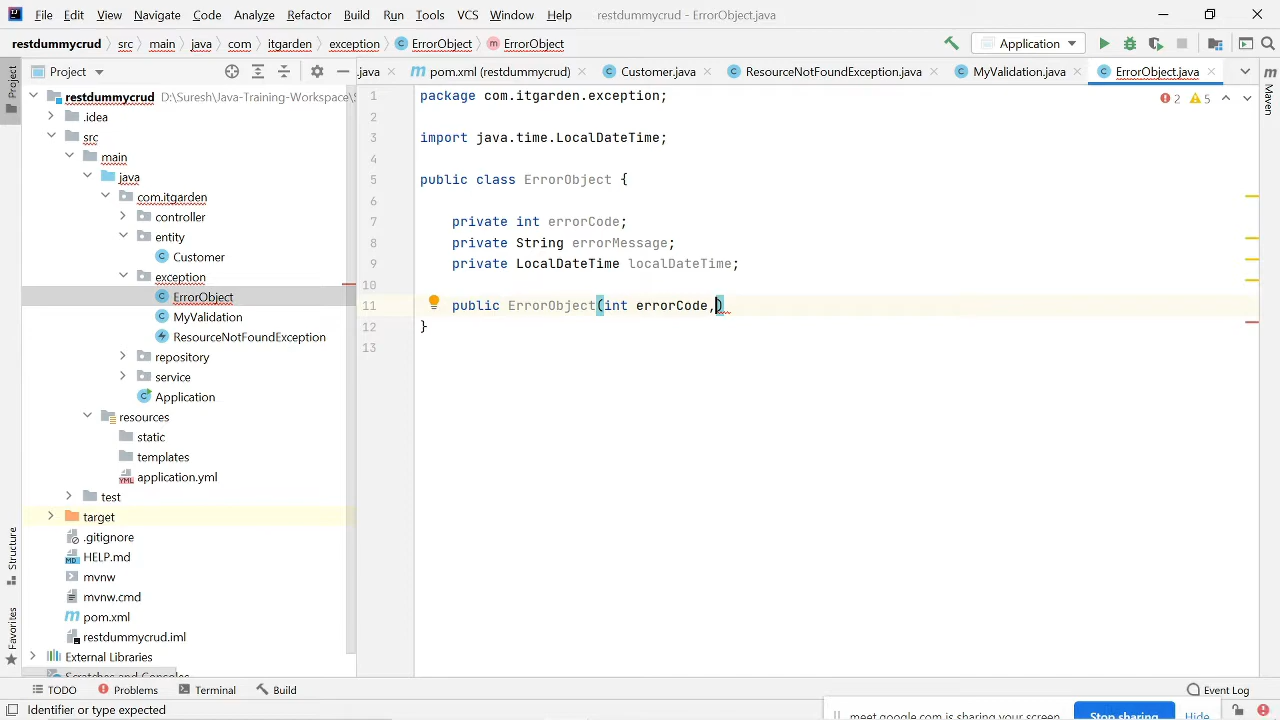 File Edit View Navigate Code Analyze Refactor Build Run Tools VCS Window Help restdummycrud - ErrorObject.java
restdummycrud src main java com itgarden exception ErrorObject ErrorObject Application
Project .java pom.xml (restdummycrud) Customer.java ResourceNotFoundException.java MyValidation.java ErrorObject.java
Project
Maven
Structure
Favorites
restdummycrud D:\Suresh\Java-Training-Workspace\
.idea
src
main
java
com.itgarden
controller
entity
Customer
exception
ErrorObject
MyValidation
ResourceNotFoundException
repository
service
Application
resources
static
templates
application.yml
test
target
.gitignore
HELP.md
mvnw
mvnw.cmd
pom.xml
restdummycrud.iml
External Libraries
2 5
1 package com.itgarden.exception;
2
3 import java.time.LocalDateTime;
4
5 public class ErrorObject {
6
7 private int errorCode;
8 private String errorMessage;
9 private LocalDateTime localDateTime;
10
11 public ErrorObject(int errorCode,)
12 }
13
TODO Problems Terminal Build Event Log
Identifier or type expected
meet.google.com is sharing your screen. Stop sharing Hide